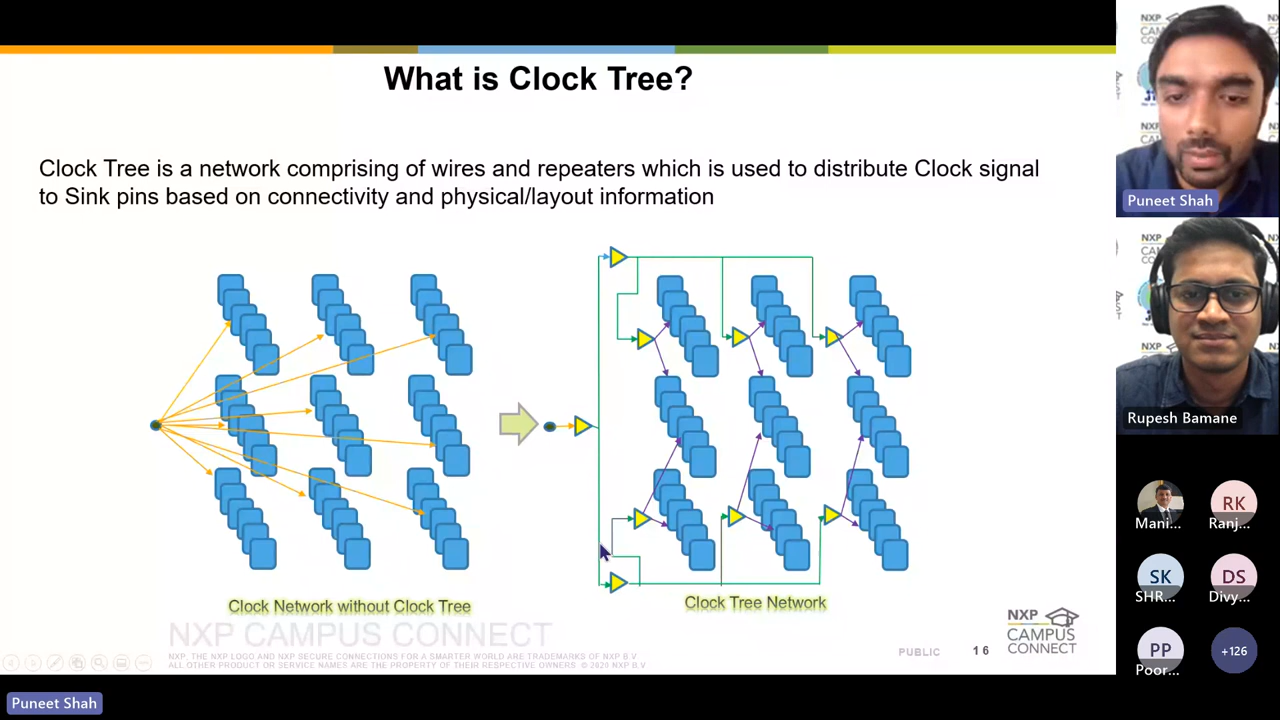 What is Clock Tree?
Clock Tree is a network comprising of wires and repeaters which is used to distribute Clock signal
to Sink pins based on connectivity and physical/layout information
Clock Network without Clock Tree
Clock Tree Network
NXP CAMPUS CONNECT
NXP, THE NXP LOGO AND NXP SECURE CONNECTIONS FOR A SMARTER WORLD ARE TRADEMARKS OF NXP B.V.
ALL OTHER PRODUCT OR SERVICE NAMES ARE THE PROPERTY OF THEIR RESPECTIVE OWNERS. © 2020 NXP B.V.
PUBLIC
16
NXP
CAMPUS
CONNECT
Puneet Shah
Rupesh Bamane
RK
Mani...
Ranj...
SK
DS
SHR...
Divy...
PP
+126
Poor...
Puneet Shah